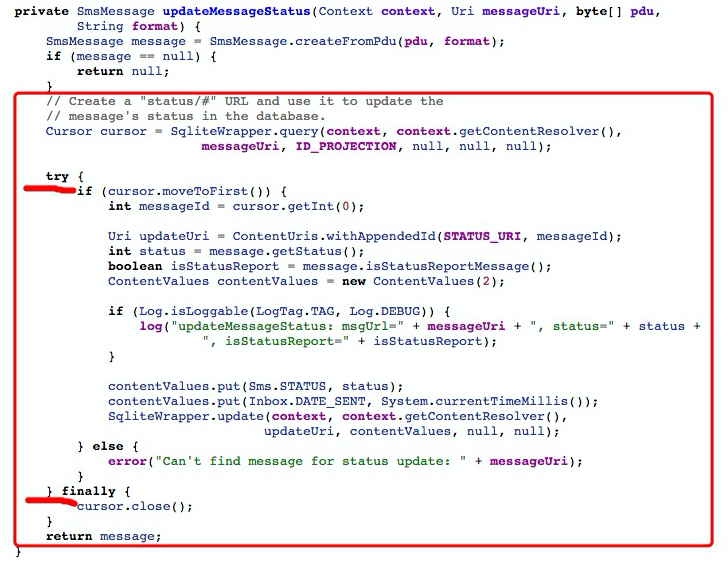 private SmsMessage updateMessageStatus(Context context, Uri messageUri, byte[] pdu,
        String format) {
    SmsMessage message = SmsMessage.createFromPdu(pdu, format);
    if (message == null) {
        return null;
    }
    // Create a "status/#" URL and use it to update the
    // message's status in the database.
    Cursor cursor = SqliteWrapper.query(context, context.getContentResolver(),
                        messageUri, ID_PROJECTION, null, null, null);
    try {
        if (cursor.moveToFirst()) {
            int messageId = cursor.getInt(0);
            Uri updateUri = ContentUris.withAppendedId(STATUS_URI, messageId);
            int status = message.getStatus();
            boolean isStatusReport = message.isStatusReportMessage();
            ContentValues contentValues = new ContentValues(2);
            if (Log.isLoggable(LogTag.TAG, Log.DEBUG)) {
                log("updateMessageStatus: msgUrl=" + messageUri + ", status=" + status +
                        ", isStatusReport=" + isStatusReport);
            }
            contentValues.put(Sms.STATUS, status);
            contentValues.put(Inbox.DATE_SENT, System.currentTimeMillis());
            SqliteWrapper.update(context, context.getContentResolver(),
                                updateUri, contentValues, null, null);
        } else {
            error("Can't find message for status update: " + messageUri);
        }
    } finally {
        cursor.close();
    }
    return message;
}